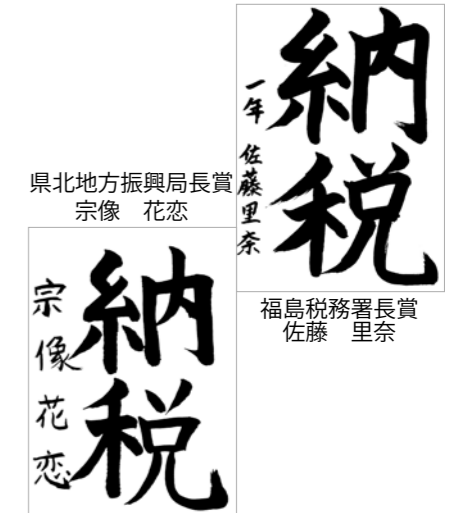 納税
一年 佐藤里奈
福島税務署長賞
佐藤 里奈
県北地方振興局長賞
宗像 花恋
納税
宗像花恋